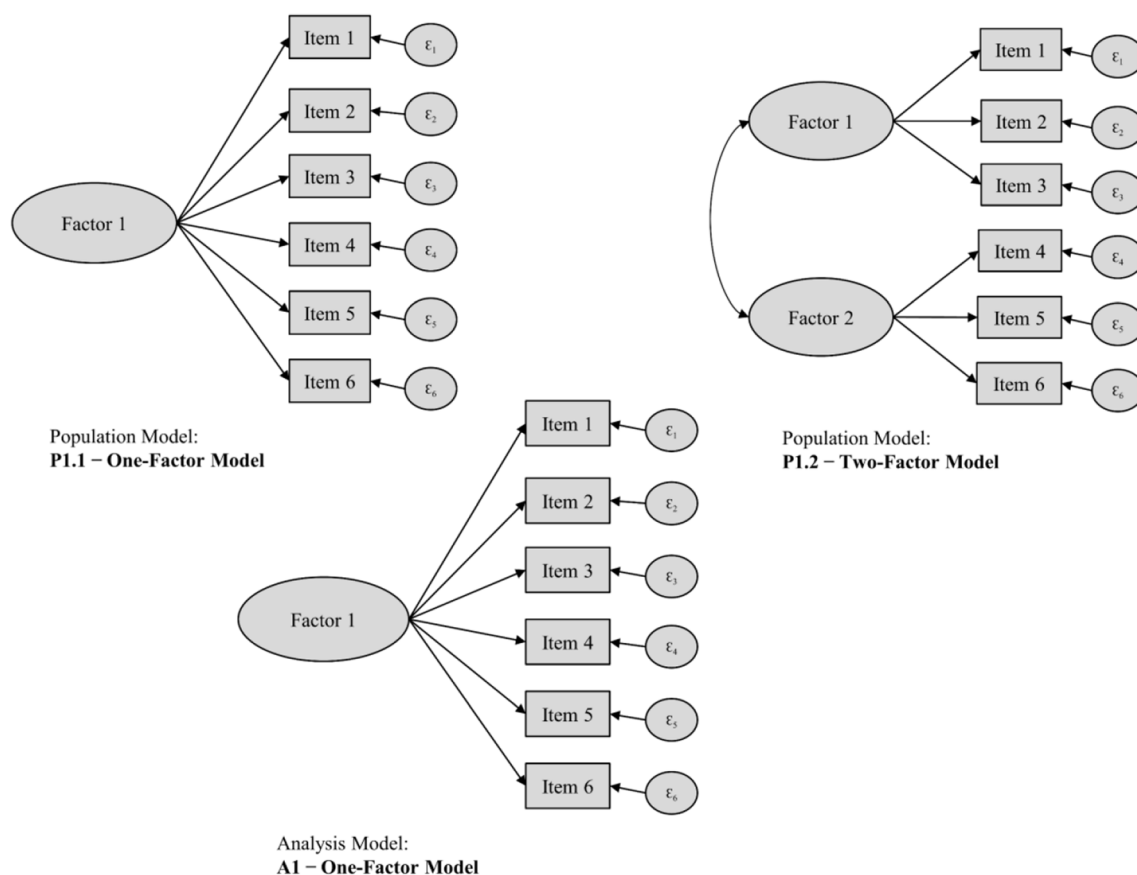 Factor 1
Item 1
ε₁
Item 2
ε₂
Item 3
ε₃
Item 4
ε₄
Item 5
ε₅
Item 6
ε₆
Population Model:
P1.1 − One-Factor Model
Factor 1
Item 1
ε₁
Item 2
ε₂
Item 3
ε₃
Factor 2
Item 4
ε₄
Item 5
ε₅
Item 6
ε₆
Population Model:
P1.2 − Two-Factor Model
Factor 1
Item 1
ε₁
Item 2
ε₂
Item 3
ε₃
Item 4
ε₄
Item 5
ε₅
Item 6
ε₆
Analysis Model:
A1 − One-Factor Model